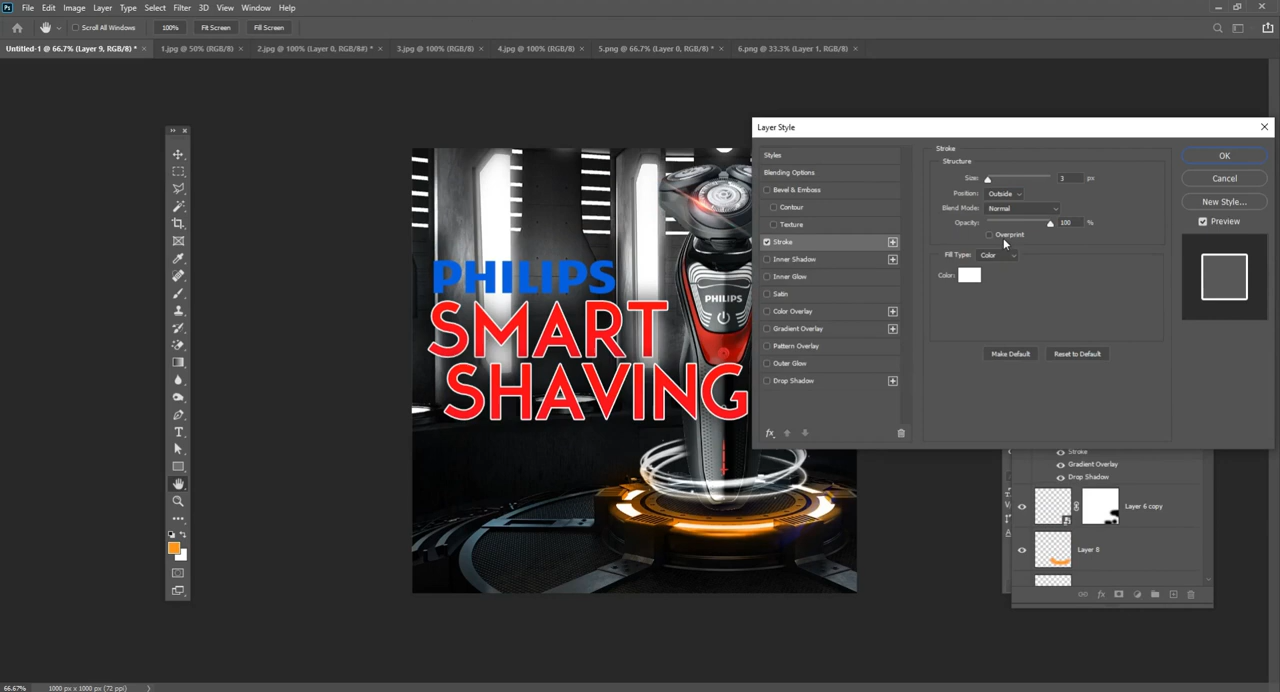 Ps File Edit Image Layer Type Select Filter 3D View Window Help
Scroll All Windows 100% Fit Screen Fill Screen
Untitled-1 @ 66.7% (Layer 9, RGB/8) * × 1.jpg @ 50% (RGB/8) × 2.jpg @ 100% (Layer 0, RGB/8#) * × 3.jpg @ 100% (RGB/8) × 4.jpg @ 100% (RGB/8) × 5.png @ 66.7% (Layer 0, RGB/8) * × 6.png @ 33.3% (Layer 1, RGB/8) ×
PHILIPS
SMART
SHAVING
PHILIPS
Layer Style
Styles
Blending Options
Bevel & Emboss
Contour
Texture
Stroke
Inner Shadow
Inner Glow
Satin
Color Overlay
Gradient Overlay
Pattern Overlay
Outer Glow
Drop Shadow
fx
Stroke
Structure
Size: 3 px
Position: Outside
Blend Mode: Normal
Opacity: 100 %
Overprint
Fill Type: Color
Color:
Make Default Reset to Default
OK
Cancel
New Style...
Preview
Stroke
Gradient Overlay
Drop Shadow
Layer 6 copy
Layer 8
fx
66.67% 1000 px x 1000 px (72 ppi)